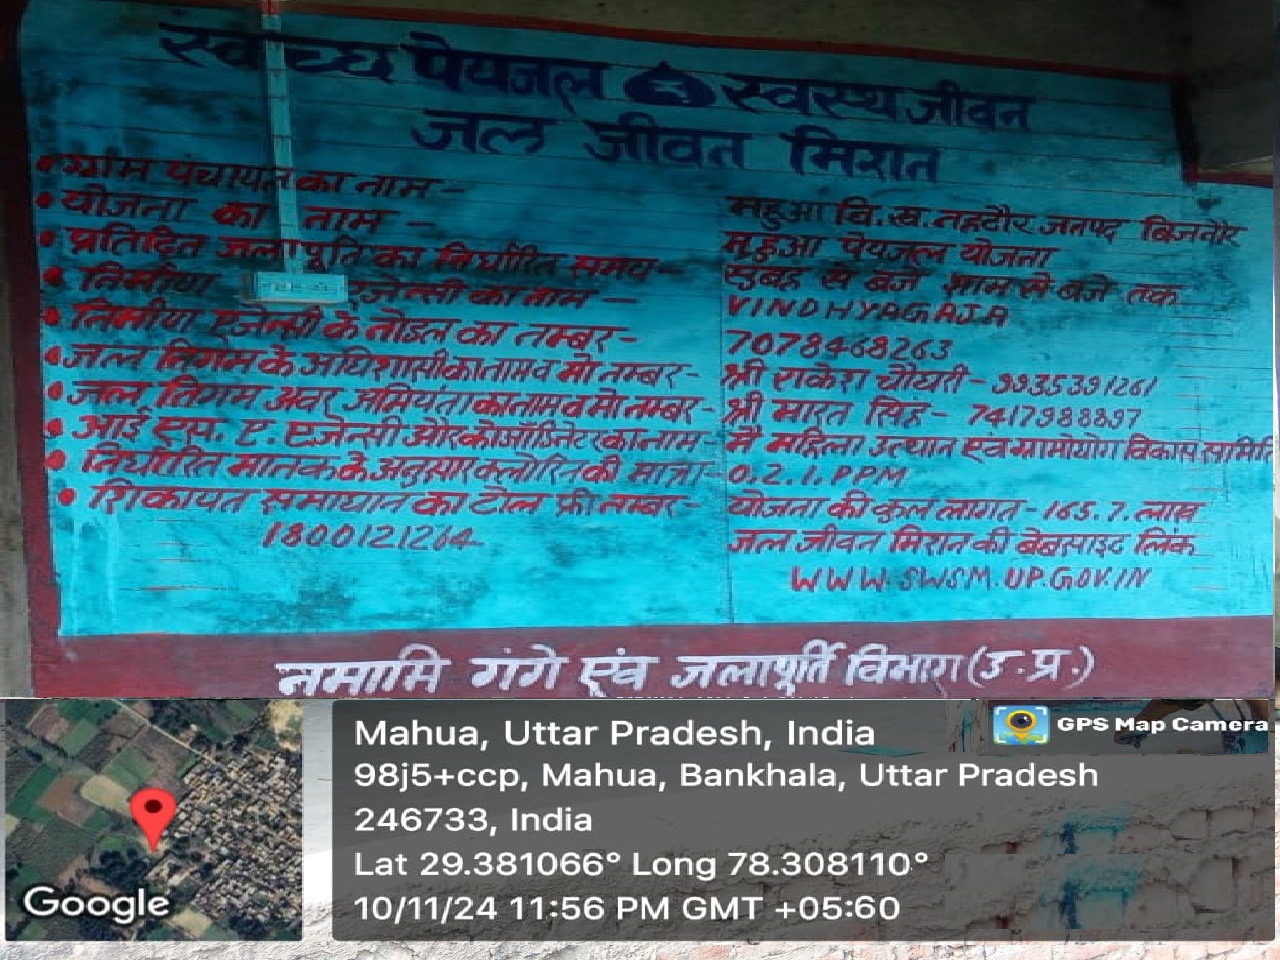 स्वच्छ पेयजल स्वस्थ जीवन
जल जीवन मिशन
• ग्राम पंचायत का नाम - महुआ वि.ख. नहटौर जनपद बिजनौर
• योजना का नाम - महुआ पेयजल योजना
• प्रतिदिन जलापूर्ति का निर्धारित समय - सुबह से बजे शाम से बजे तक
• निर्माण एजेन्सी का नाम - VINDHYAGAJA
• निर्माण एजेन्सी के नोडल का नम्बर - 7078468263
• जल निगम के अधिशासी का नाम व मो नम्बर - श्री राकेश चौधरी - 9935391261
• जल निगम अवर अभियंता का नाम व मो नम्बर - श्री भारत सिंह - 7417988897
• आई एस. ए. एजेन्सी और कोऑर्डिनेटर का नाम - मै महिला उत्थान एवं ग्रामोयोग विकास समिति
• निर्धारित मानक के अनुसार क्लोरिन की मात्रा - 0.2.1.PPM
• शिकायत समाधान का टोल फ्री नम्बर - योजना की कुल लागत - 165.7. लाख
1800121264 जल जीवन मिशन की बेबसाइट लिंक
WWW.SWSM.UP.GOV.IN
नमामि गंगे एंव जलापूर्ति विभाग (उ.प्र.)
GPS Map Camera
Mahua, Uttar Pradesh, India
98j5+ccp, Mahua, Bankhala, Uttar Pradesh
246733, India
Lat 29.381066° Long 78.308110°
10/11/24 11:56 PM GMT +05:60
Google